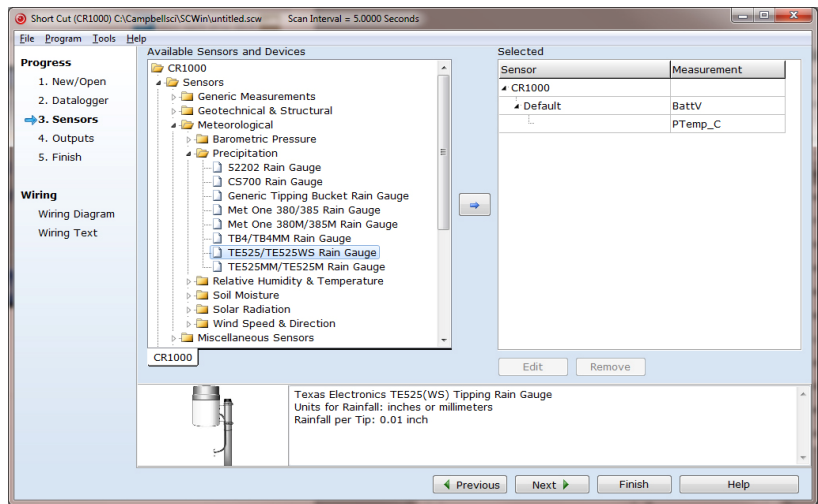 Short Cut (CR1000) C:\Campbellsci\SCWin\untitled.scw Scan Interval = 5.0000 Seconds
File Program Tools Help
Progress
1. New/Open
2. Datalogger
3. Sensors
4. Outputs
5. Finish
Wiring
Wiring Diagram
Wiring Text
Available Sensors and Devices
CR1000
Sensors
Generic Measurements
Geotechnical & Structural
Meteorological
Barometric Pressure
Precipitation
52202 Rain Gauge
CS700 Rain Gauge
Generic Tipping Bucket Rain Gauge
Met One 380/385 Rain Gauge
Met One 380M/385M Rain Gauge
TB4/TB4MM Rain Gauge
TE525/TE525WS Rain Gauge
TE525MM/TE525M Rain Gauge
Relative Humidity & Temperature
Soil Moisture
Solar Radiation
Wind Speed & Direction
Miscellaneous Sensors
CR1000
Selected
Sensor Measurement
CR1000
Default BattV
PTemp_C
Edit Remove
Texas Electronics TE525(WS) Tipping Rain Gauge
Units for Rainfall: inches or millimeters
Rainfall per Tip: 0.01 inch
Previous Next Finish Help